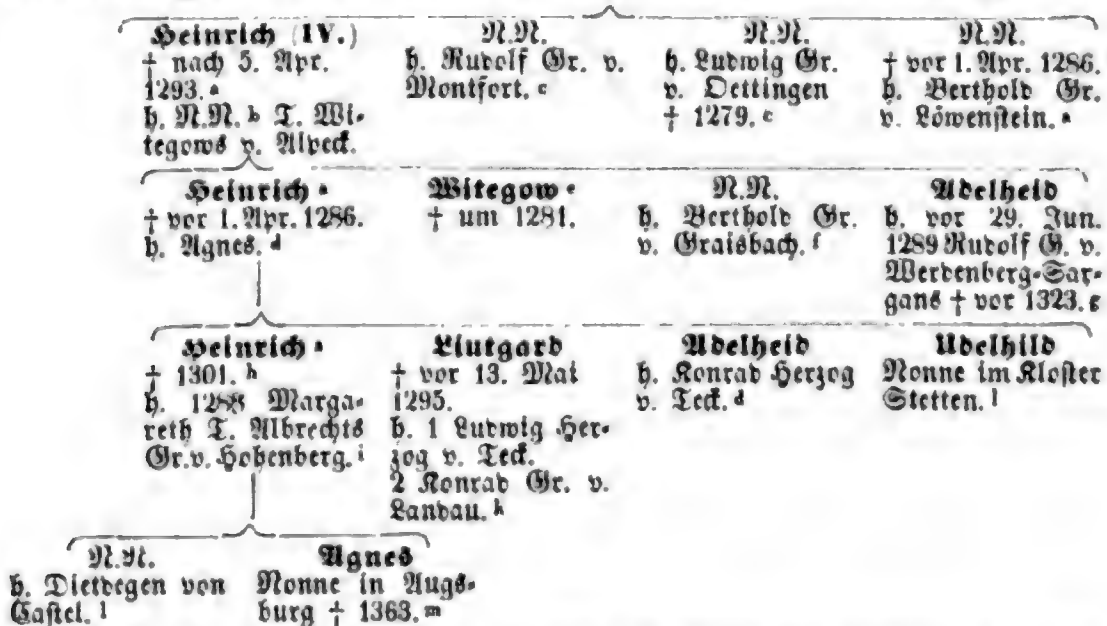 Heinrich (IV.)
† nach 5. Apr.
1293. a
h. N.N. b T. Wi-
tegows v. Alpeck.
N.N.
h. Rudolf Gr. v.
Montfort. c
N.N.
h. Ludwig Gr.
v. Oettingen
† 1279. c
N.N.
† vor 1. Apr. 1286.
h. Berthold Gr.
v. Löwenstein. a
Heinrich a
† vor 1. Apr. 1286.
h. Agnes. d
Witegow e
† um 1281.
N.N.
h. Berthold Gr.
v. Graisbach. f
Adelheid
h. vor 29. Jun.
1289 Rudolf G. v.
Werdenberg-Sar-
gans † vor 1323. g
Heinrich a
† 1301. h
h. 1288 Marga-
reth T. Albrechts
Gr. v. Hohenberg. i
Liutgard
† vor 13. Mai
1295.
h. 1 Ludwig Her-
zog v. Teck.
2 Konrad Gr. v.
Landau. k
Adelheid
h. Konrad Herzog
v. Teck. d
Adelhild
Nonne im Kloster
Stetten. l
N.N.
h. Dietdegen von
Castel. l
Agnes
Nonne in Augs-
burg † 1363. m